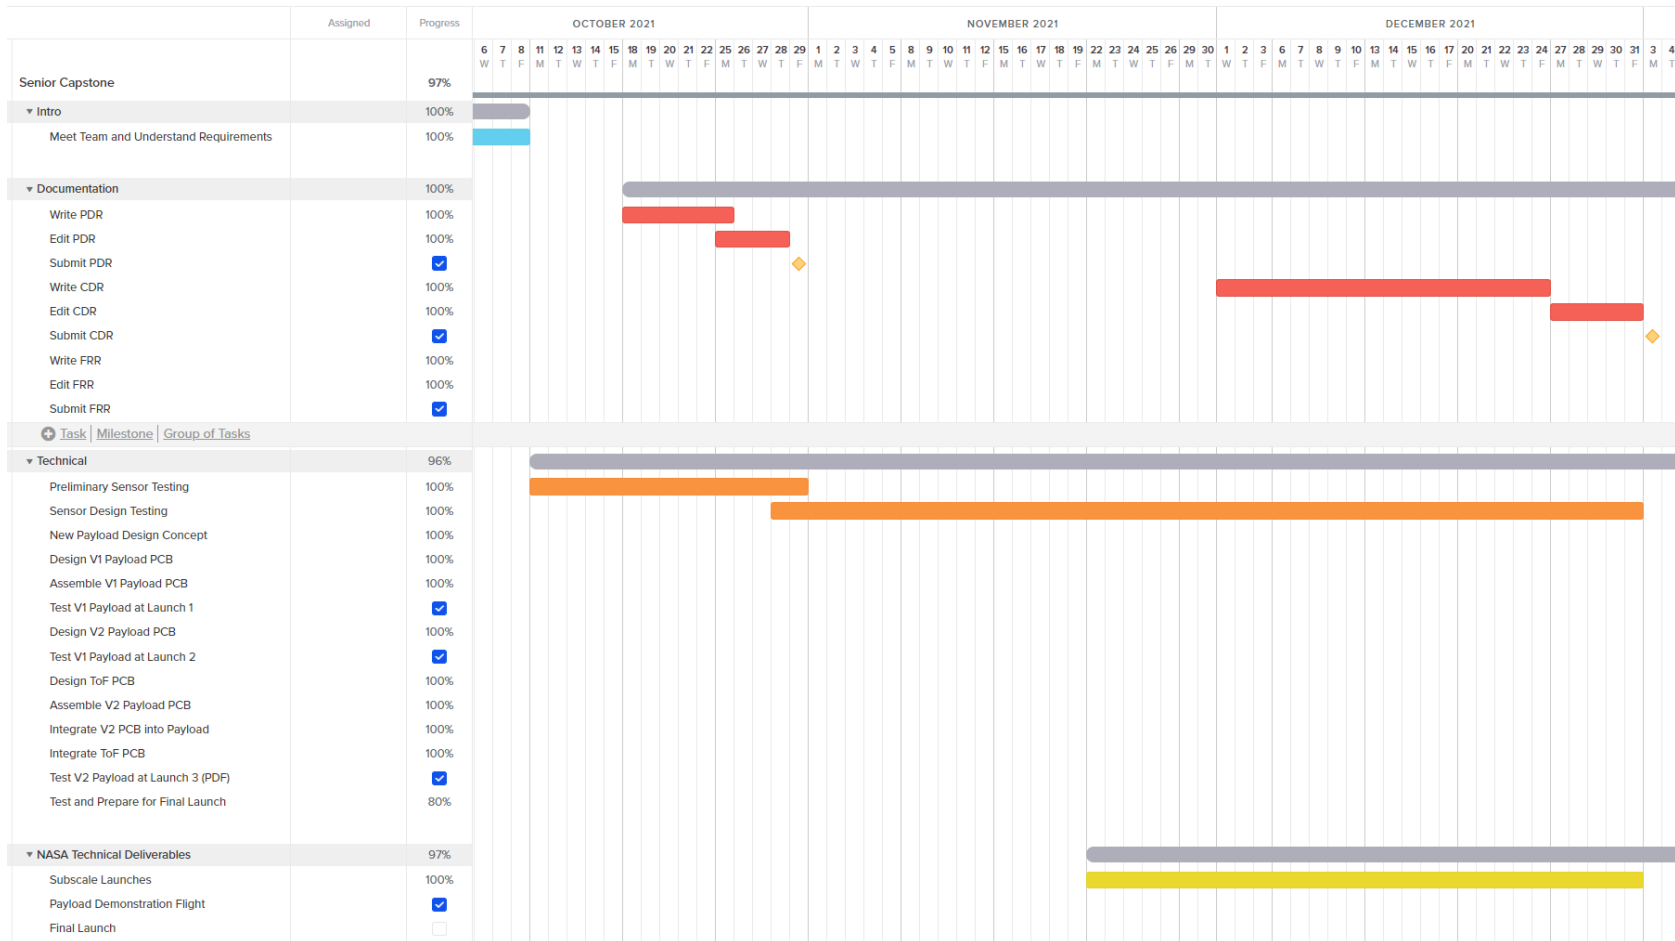 Assigned Progress OCTOBER 2021 NOVEMBER 2021 DECEMBER 2021
6 7 8 11 12 13 14 15 18 19 20 21 22 25 26 27 28 29 1 2 3 4 5 8 9 10 11 12 15 16 17 18 19 22 23 24 25 26 29 30 1 2 3 6 7 8 9 10 13 14 15 16 17 20 21 22 23 24 27 28 29 30 31 3 4
W T F M T W T F M T W T F M T W T F M T W T F M T W T F M T W T F M T W T F M T W T F M T W T F M T W T F M T W T F M T W T F M T
Senior Capstone 97%
Intro 100%
Meet Team and Understand Requirements 100%
Documentation 100%
Write PDR 100%
Edit PDR 100%
Submit PDR
Write CDR 100%
Edit CDR 100%
Submit CDR
Write FRR 100%
Edit FRR 100%
Submit FRR
Task | Milestone | Group of Tasks
Technical 96%
Preliminary Sensor Testing 100%
Sensor Design Testing 100%
New Payload Design Concept 100%
Design V1 Payload PCB 100%
Assemble V1 Payload PCB 100%
Test V1 Payload at Launch 1
Design V2 Payload PCB 100%
Test V1 Payload at Launch 2
Design ToF PCB 100%
Assemble V2 Payload PCB 100%
Integrate V2 PCB into Payload 100%
Integrate ToF PCB 100%
Test V2 Payload at Launch 3 (PDF)
Test and Prepare for Final Launch 80%
NASA Technical Deliverables 97%
Subscale Launches 100%
Payload Demonstration Flight
Final Launch